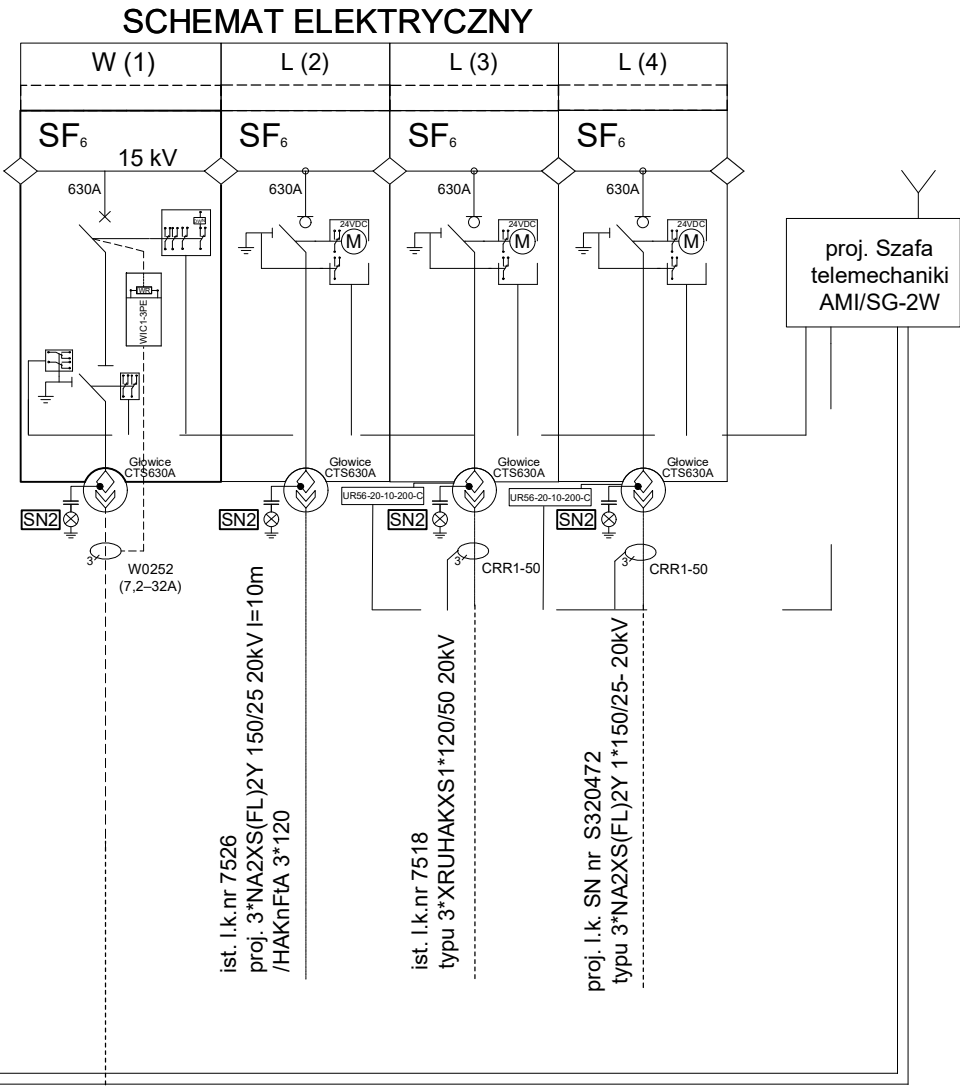 SCHEMAT ELEKTRYCZNY
W (1)
L (2)
L (3)
L (4)
SF₆
SF₆
SF₆
SF₆
15 kV
630A
630A
630A
630A
24VDC
M
24VDC
M
24VDC
M
WR
WIC1-3PE
proj. Szafa
telemechaniki
AMI/SG-2W
Głowice
CTS630A
Głowice
CTS630A
Głowice
CTS630A
Głowice
CTS630A
UR56-20-10-200-C
UR56-20-10-200-C
SN2
SN2
SN2
SN2
3
W0252
(7,2–32A)
3
CRR1-50
3
CRR1-50
ist. l.k.nr 7526
proj. 3*NA2XS(FL)2Y 150/25 20kV l=10m
/HAKnFtA 3*120
ist. l.k.nr 7518
typu 3*XRUHAKXS1*120/50 20kV
proj. l.k. SN nr S320472
typu 3*NA2XS(FL)2Y 1*150/25- 20kV